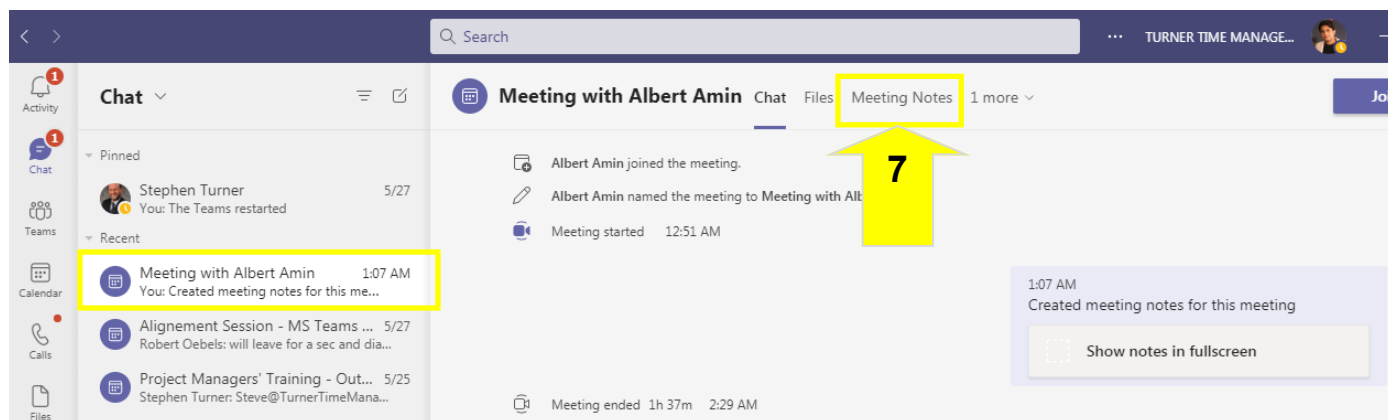 Search
··· TURNER TIME MANAGE...
1
Activity
1
Chat
Teams
Calendar
Calls
Files
Chat
Pinned
Stephen Turner 5/27
You: The Teams restarted
Recent
Meeting with Albert Amin 1:07 AM
You: Created meeting notes for this me...
Alignement Session - MS Teams ... 5/27
Robert Oebels: will leave for a sec and dia...
Project Managers' Training - Out... 5/25
Stephen Turner: Steve@TurnerTimeMana...
Meeting with Albert Amin Chat Files Meeting Notes 1 more
Joi
7
Albert Amin joined the meeting.
Albert Amin named the meeting to Meeting with Alb
Meeting started 12:51 AM
1:07 AM
Created meeting notes for this meeting
Show notes in fullscreen
Meeting ended 1h 37m 2:29 AM